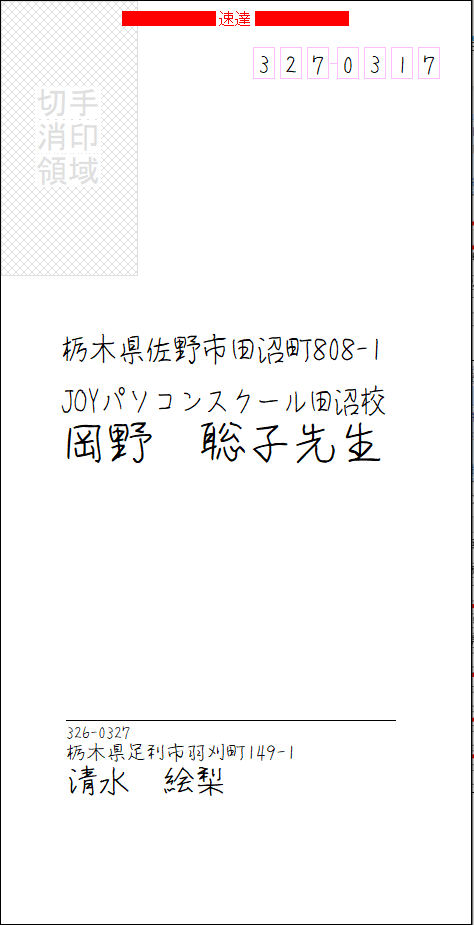 速達
327-0317
切手
消印
領域
栃木県佐野市田沼町808-1
JOYパソコンスクール田沼校
岡野　聡子先生
326-0327
栃木県足利市羽刈町149-1
清水　絵梨